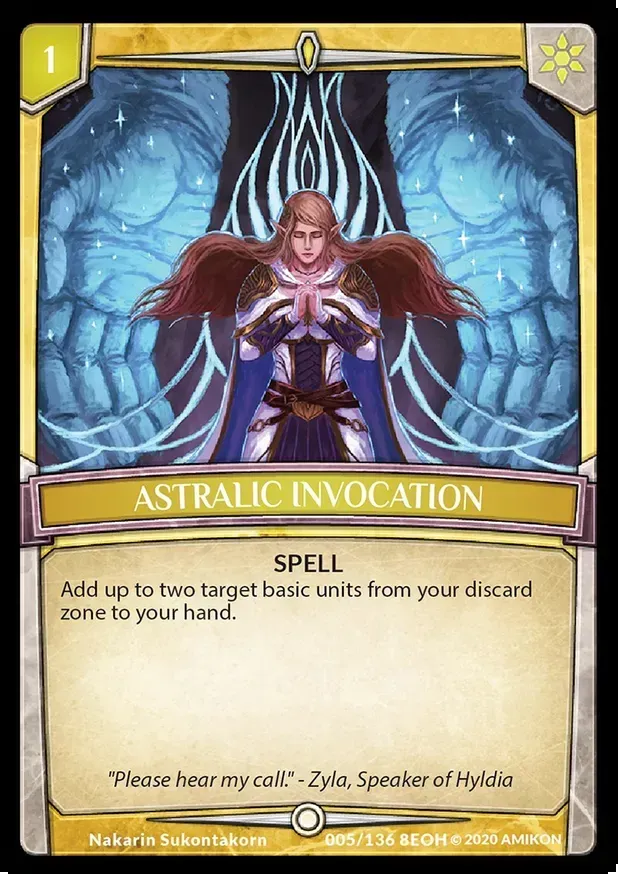 1
ASTRALIC INVOCATION
SPELL
Add up to two target basic units from your discard
zone to your hand.
"Please hear my call." - Zyla, Speaker of Hyldia
Nakarin Sukontakorn 005/136 8EOH © 2020 AMIKON